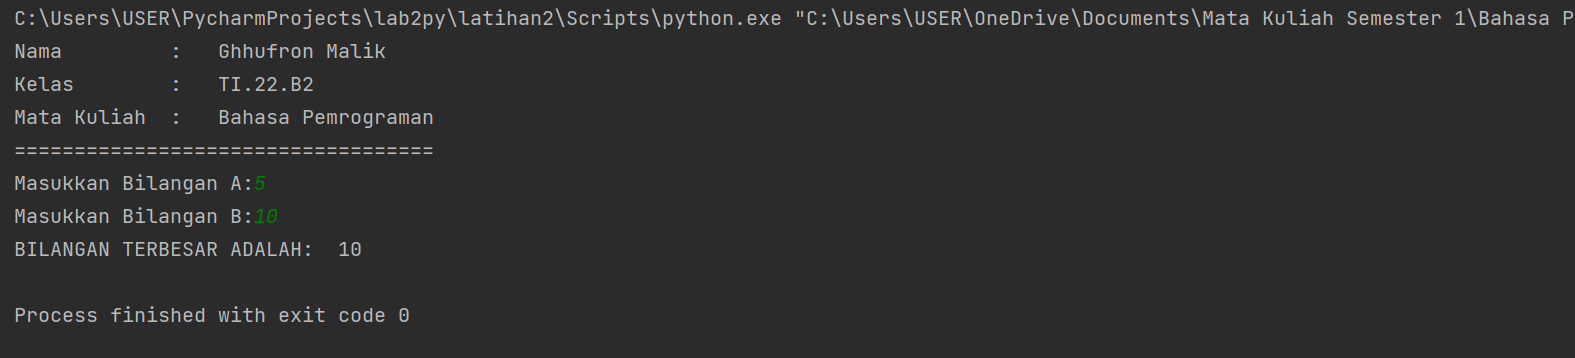 C:\Users\USER\PycharmProjects\lab2py\latihan2\Scripts\python.exe "C:\Users\USER\OneDrive\Documents\Mata Kuliah Semester 1\Bahasa P
Nama         :   Ghhufron Malik
Kelas        :   TI.22.B2
Mata Kuliah  :   Bahasa Pemrograman
===================================
Masukkan Bilangan A:5
Masukkan Bilangan B:10
BILANGAN TERBESAR ADALAH:  10
Process finished with exit code 0